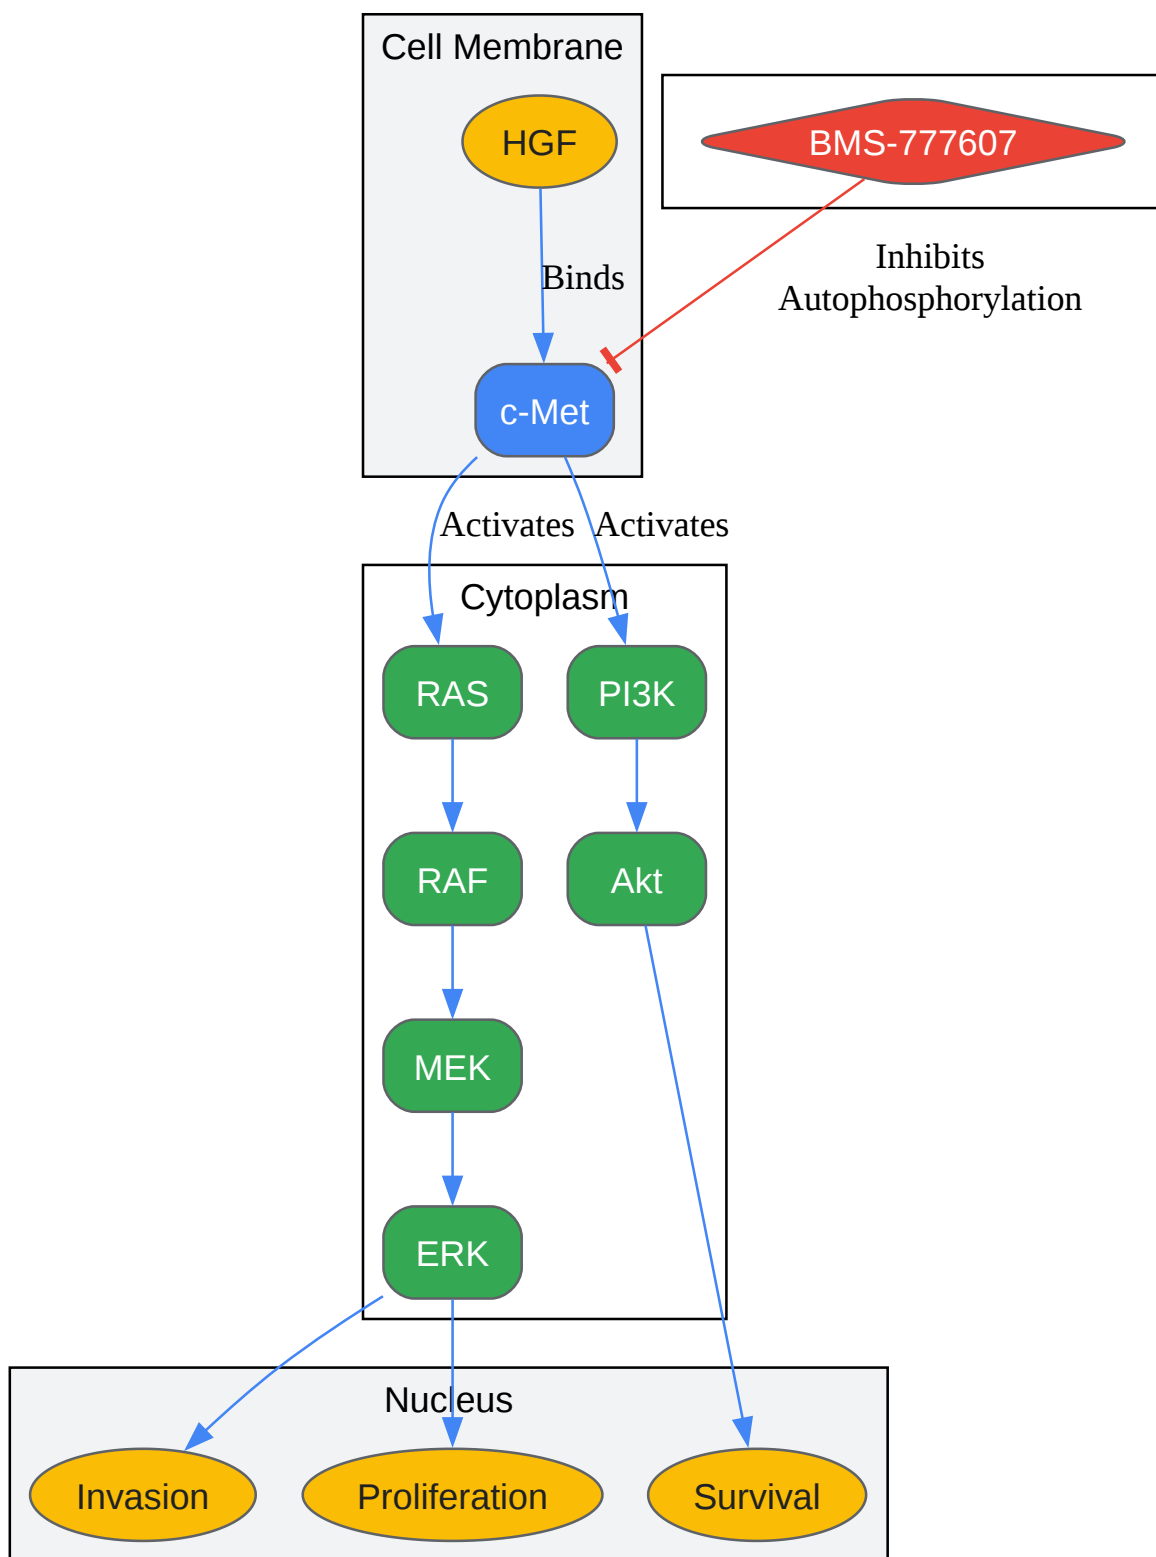 Cell Membrane
HGF
BMS-777607
Binds
Inhibits
Autophosphorylation
c-Met
Activates
Activates
Cytoplasm
RAS
PI3K
RAF
Akt
MEK
ERK
Nucleus
Invasion
Proliferation
Survival